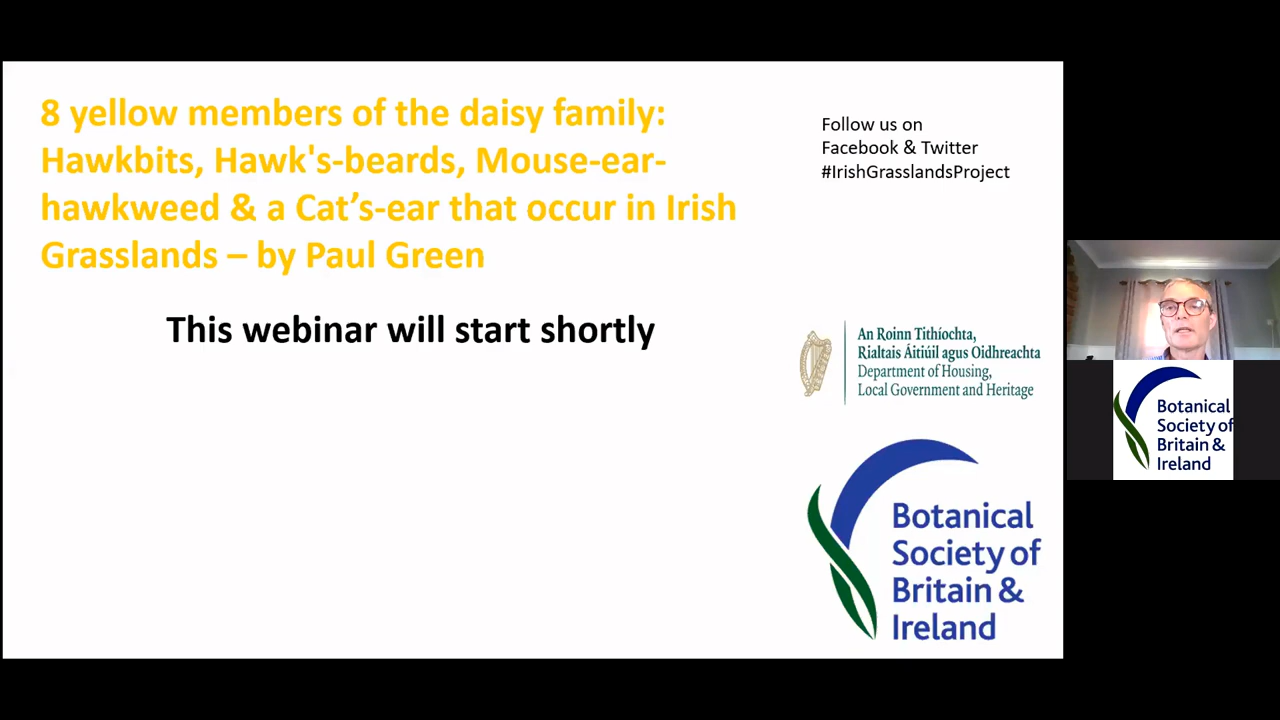 8 yellow members of the daisy family:
Hawkbits, Hawk's-beards, Mouse-ear-
hawkweed & a Cat’s-ear that occur in Irish
Grasslands – by Paul Green
This webinar will start shortly
Follow us on
Facebook & Twitter
#IrishGrasslandsProject
An Roinn Tithíochta,
Rialtais Áitiúil agus Oidhreachta
Department of Housing,
Local Government and Heritage
Botanical
Society of
Britain &
Ireland
Botanical
Society of
Britain &
Ireland